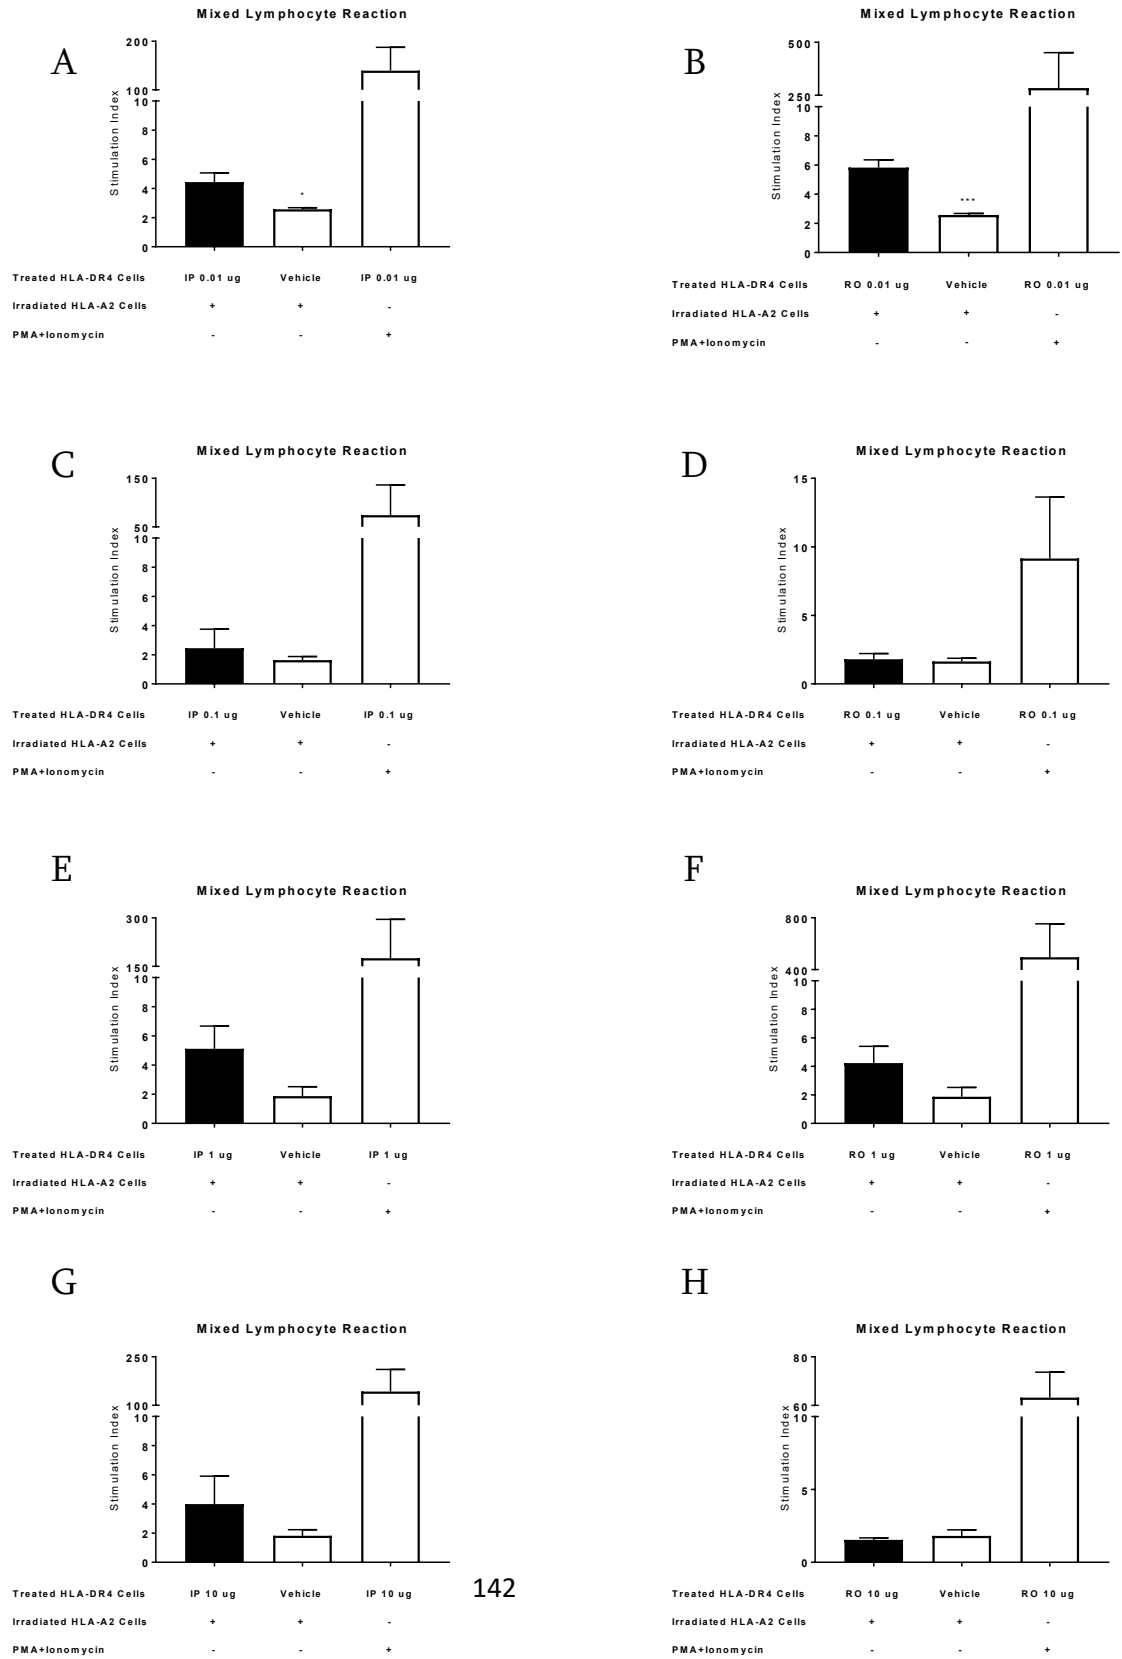 A
Mixed Lymphocyte Reaction
Stimulation Index
200
100
10
8
6
4
2
0
*
Treated HLA-DR4 Cells IP 0.01 ug Vehicle IP 0.01 ug
Irradiated HLA-A2 Cells + + -
PMA+Ionomycin - - +
B
Mixed Lymphocyte Reaction
Stimulation Index
500
250
10
8
6
4
2
0
***
Treated HLA-DR4 Cells RO 0.01 ug Vehicle RO 0.01 ug
Irradiated HLA-A2 Cells + + -
PMA+Ionomycin - - +
C
Mixed Lymphocyte Reaction
Stimulation Index
150
50
10
8
6
4
2
0
Treated HLA-DR4 Cells IP 0.1 ug Vehicle IP 0.1 ug
Irradiated HLA-A2 Cells + + -
PMA+Ionomycin - - +
D
Mixed Lymphocyte Reaction
Stimulation Index
15
10
5
0
Treated HLA-DR4 Cells RO 0.1 ug Vehicle RO 0.1 ug
Irradiated HLA-A2 Cells + + -
PMA+Ionomycin - - +
E
Mixed Lymphocyte Reaction
Stimulation Index
300
150
10
8
6
4
2
0
Treated HLA-DR4 Cells IP 1 ug Vehicle IP 1 ug
Irradiated HLA-A2 Cells + + -
PMA+Ionomycin - - +
F
Mixed Lymphocyte Reaction
Stimulation Index
800
400
10
8
6
4
2
0
Treated HLA-DR4 Cells RO 1 ug Vehicle RO 1 ug
Irradiated HLA-A2 Cells + + -
PMA+Ionomycin - - +
G
Mixed Lymphocyte Reaction
Stimulation Index
250
100
10
8
6
4
2
0
Treated HLA-DR4 Cells IP 10 ug Vehicle IP 10 ug
Irradiated HLA-A2 Cells + + -
PMA+Ionomycin - - +
H
Mixed Lymphocyte Reaction
Stimulation Index
80
60
10
5
0
Treated HLA-DR4 Cells RO 10 ug Vehicle RO 10 ug
Irradiated HLA-A2 Cells + + -
PMA+Ionomycin - - +
142